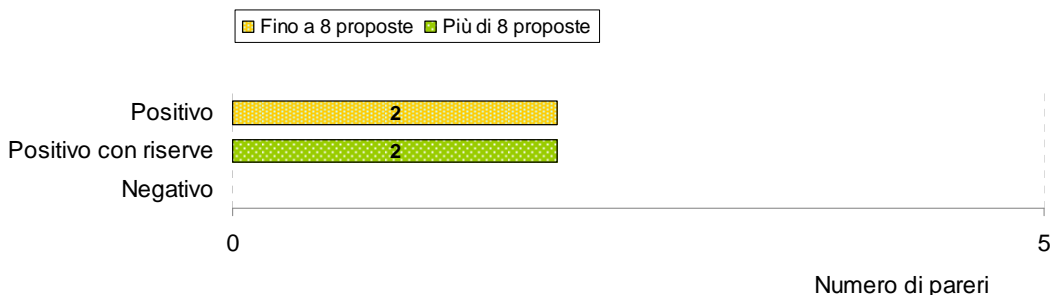 Fino a 8 proposte Più di 8 proposte
Positivo 2
Positivo con riserve 2
Negativo
0 5
Numero di pareri